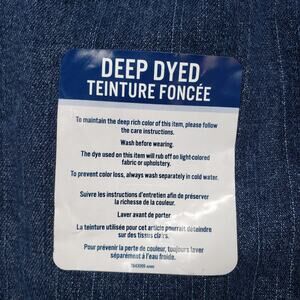 DEEP DYED
TEINTURE FONCÉE
To maintain the deep rich color of this item, please follow
the care instructions.
Wash before wearing.
The dye used on this item will rub off on light-colored
fabric or upholstery.
To prevent color loss, always wash separately in cold water.
Suivre les instructions d'entretien afin de préserver
la richesse de la couleur.
Laver avant de porter
La teinture utilisée pour cet article pourrait déteindre
sur des tissus clairs.
Pour prévenir la perte de couleur, toujours laver
séparément à l'eau froide.